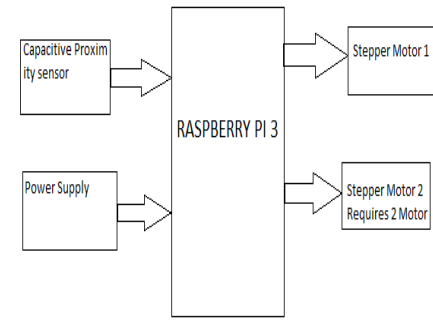 Capacitive Proxim
ity sensor
Power Supply
RASPBERRY PI 3
Stepper Motor 1
Stepper Motor 2
Requires 2 Motor